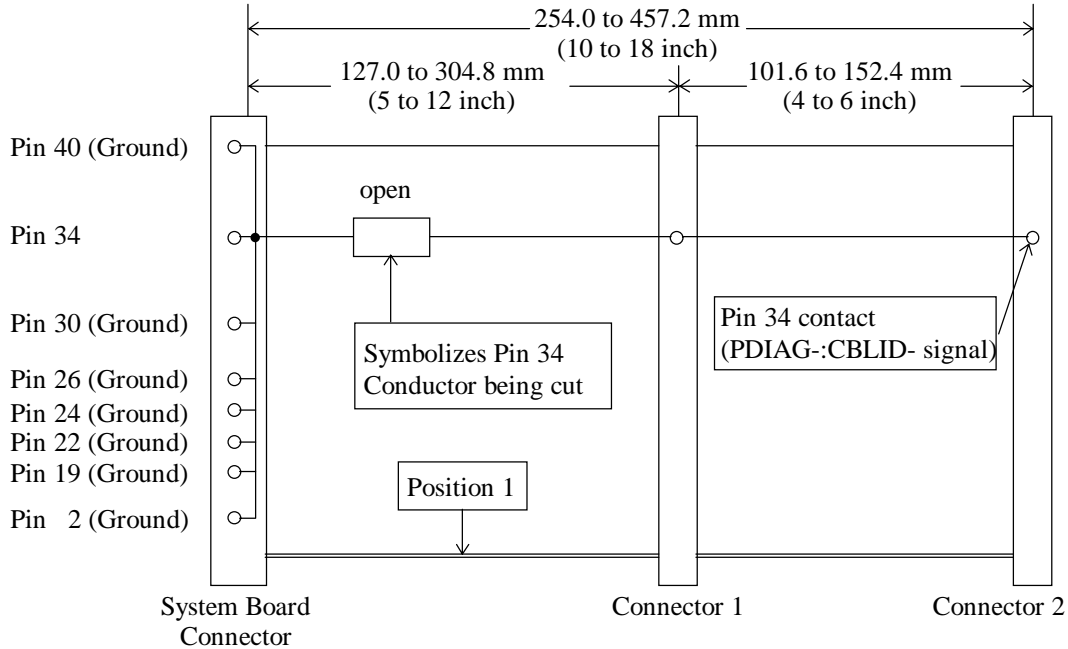 254.0 to 457.2 mm
(10 to 18 inch)
127.0 to 304.8 mm
(5 to 12 inch)
101.6 to 152.4 mm
(4 to 6 inch)
Pin 40 (Ground)
open
Pin 34
Pin 30 (Ground)
Symbolizes Pin 34
Conductor being cut
Pin 34 contact
(PDIAG-:CBLID- signal)
Pin 26 (Ground)
Pin 24 (Ground)
Pin 22 (Ground)
Pin 19 (Ground)
Position 1
Pin 2 (Ground)
System Board
Connector
Connector 1
Connector 2